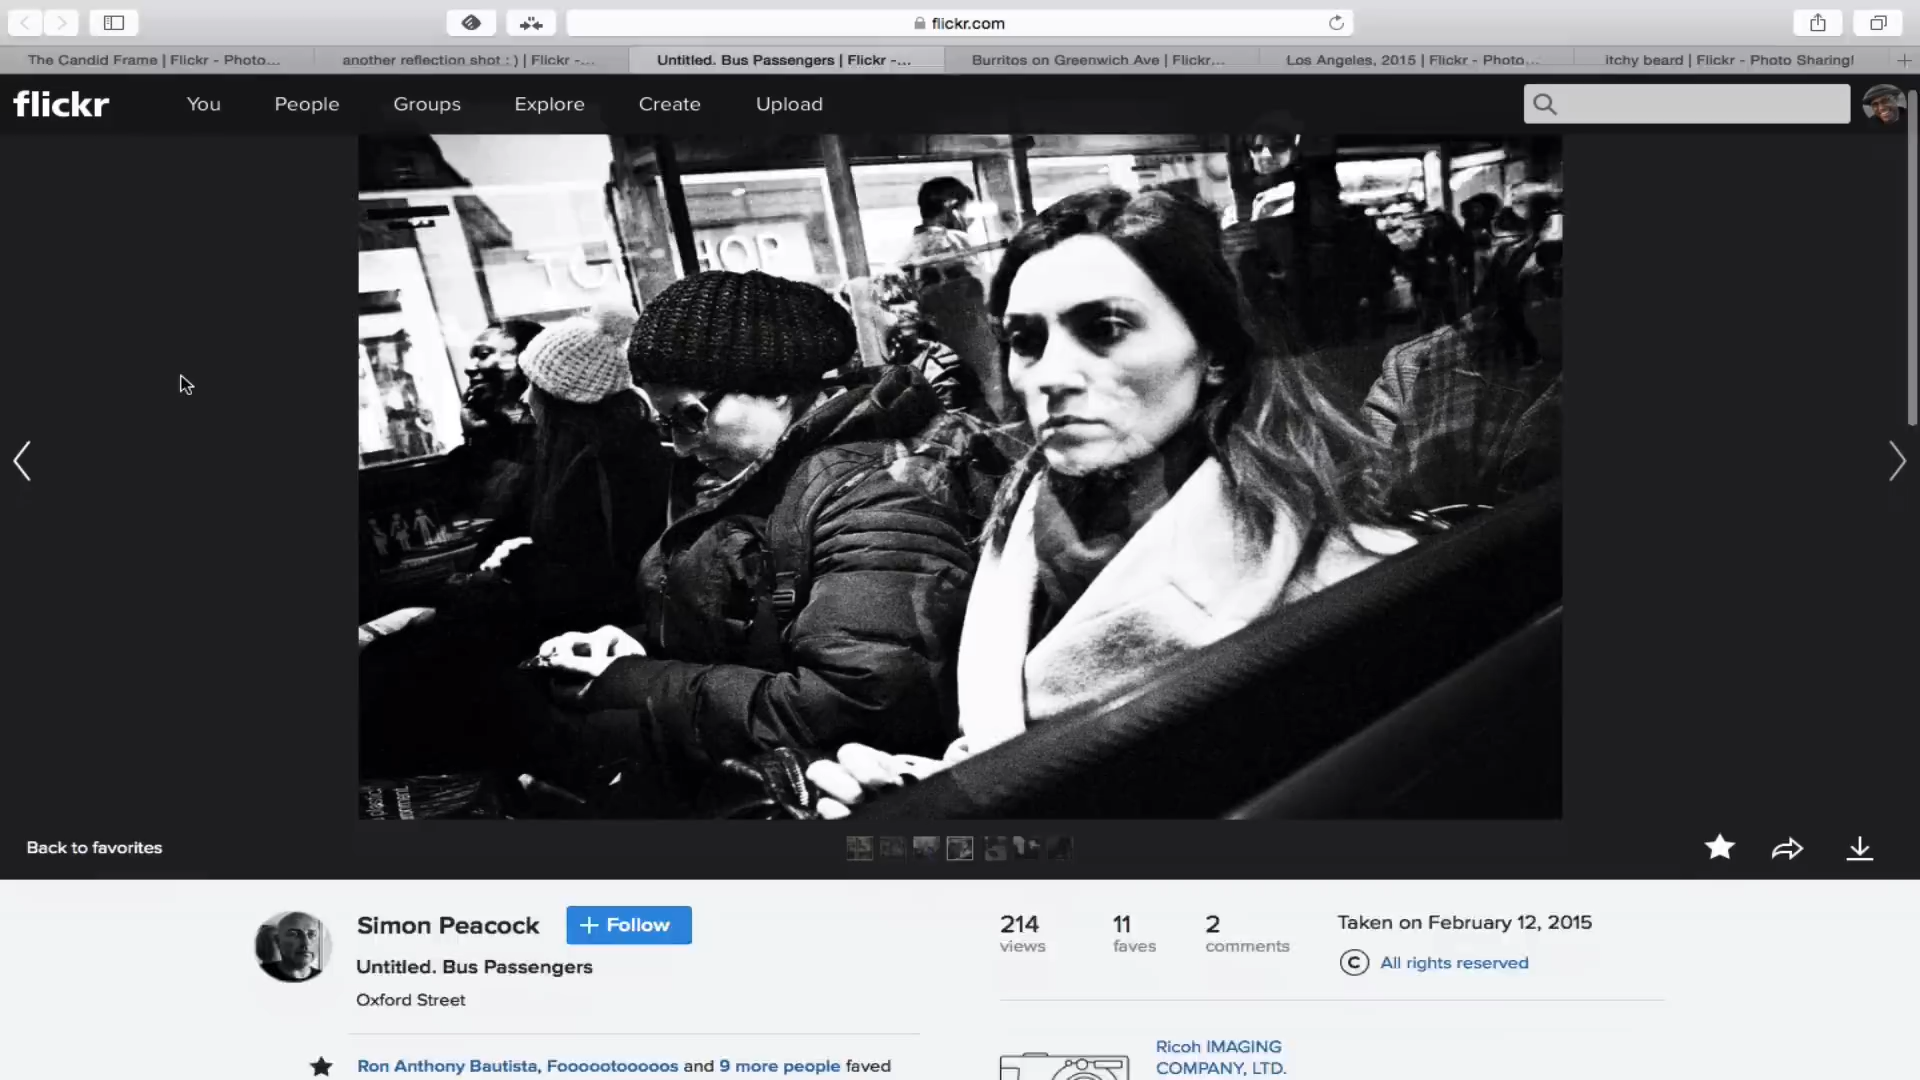 flickr.com
The Candid Frame | Flickr - Photo...
another reflection shot : ) | Flickr -...
Untitled. Bus Passengers | Flickr -...
Burritos on Greenwich Ave | Flickr...
Los Angeles, 2015 | Flickr - Photo...
itchy beard | Flickr - Photo Sharing!
flickr You People Groups Explore Create Upload
HOP
Back to favorites
Simon Peacock
+ Follow
Untitled. Bus Passengers
Oxford Street
214 views
11 faves
2 comments
Taken on February 12, 2015
© All rights reserved
Ron Anthony Bautista, Foooootooooos and 9 more people faved
Ricoh IMAGING
COMPANY, LTD.